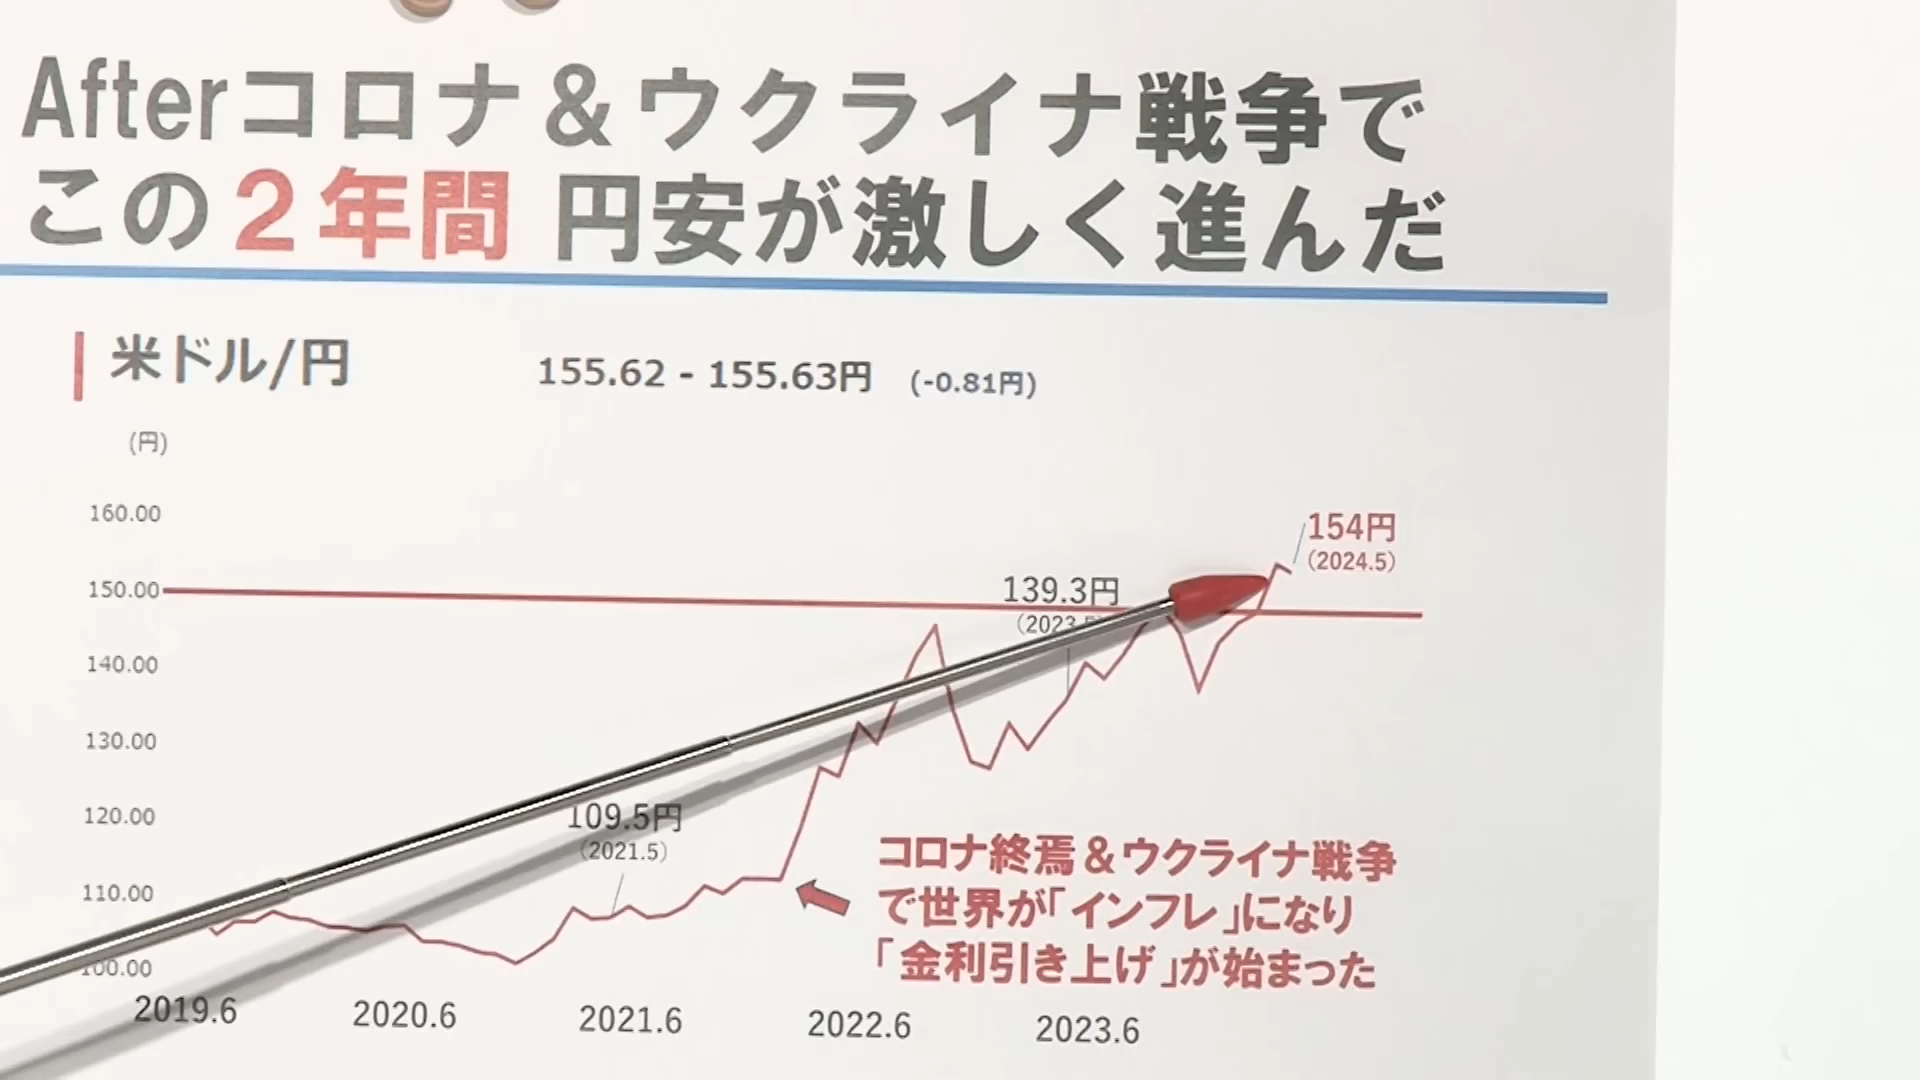 Afterコロナ＆ウクライナ戦争で
この２年間 円安が激しく進んだ
米ドル/円
155.62 - 155.63円 (-0.81円)
(円)
160.00
150.00
140.00
130.00
120.00
110.00
100.00
154円
(2024.5)
139.3円
109.5円
(2021.5)
コロナ終焉＆ウクライナ戦争
で世界が「インフレ」になり
「金利引き上げ」が始まった
2019.6 2020.6 2021.6 2022.6 2023.6